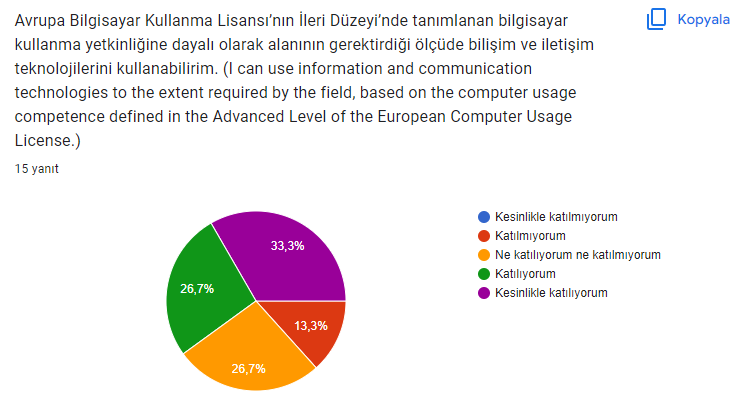 Avrupa Bilgisayar Kullanma Lisansı’nın İleri Düzeyi’nde tanımlanan bilgisayar
kullanma yetkinliğine dayalı olarak alanının gerektirdiği ölçüde bilişim ve iletişim
teknolojilerini kullanabilirim. (I can use information and communication
technologies to the extent required by the field, based on the computer usage
competence defined in the Advanced Level of the European Computer Usage
License.)
Kopyala
15 yanıt
33,3%
26,7%
13,3%
26,7%
Kesinlikle katılmıyorum
Katılmıyorum
Ne katılıyorum ne katılmıyorum
Katılıyorum
Kesinlikle katılıyorum